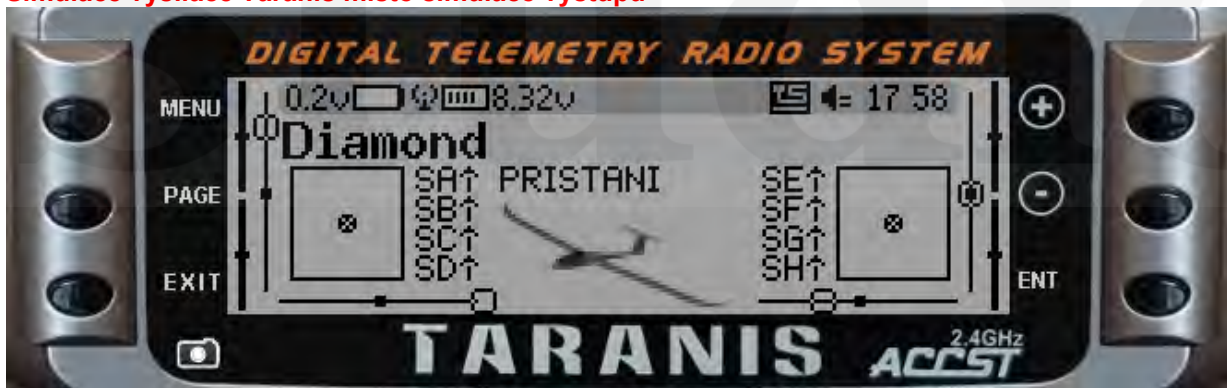 DIGITAL TELEMETRY RADIO SYSTEM
MENU
PAGE
EXIT
0.2v 8.32v 17 58
Diamond
SA↑ PRISTANI SE↑
SB↑ SF↑
SC↑ SG↑
SD↑ SH↑
+
-
ENT
TARANIS
2.4GHz
ACCST